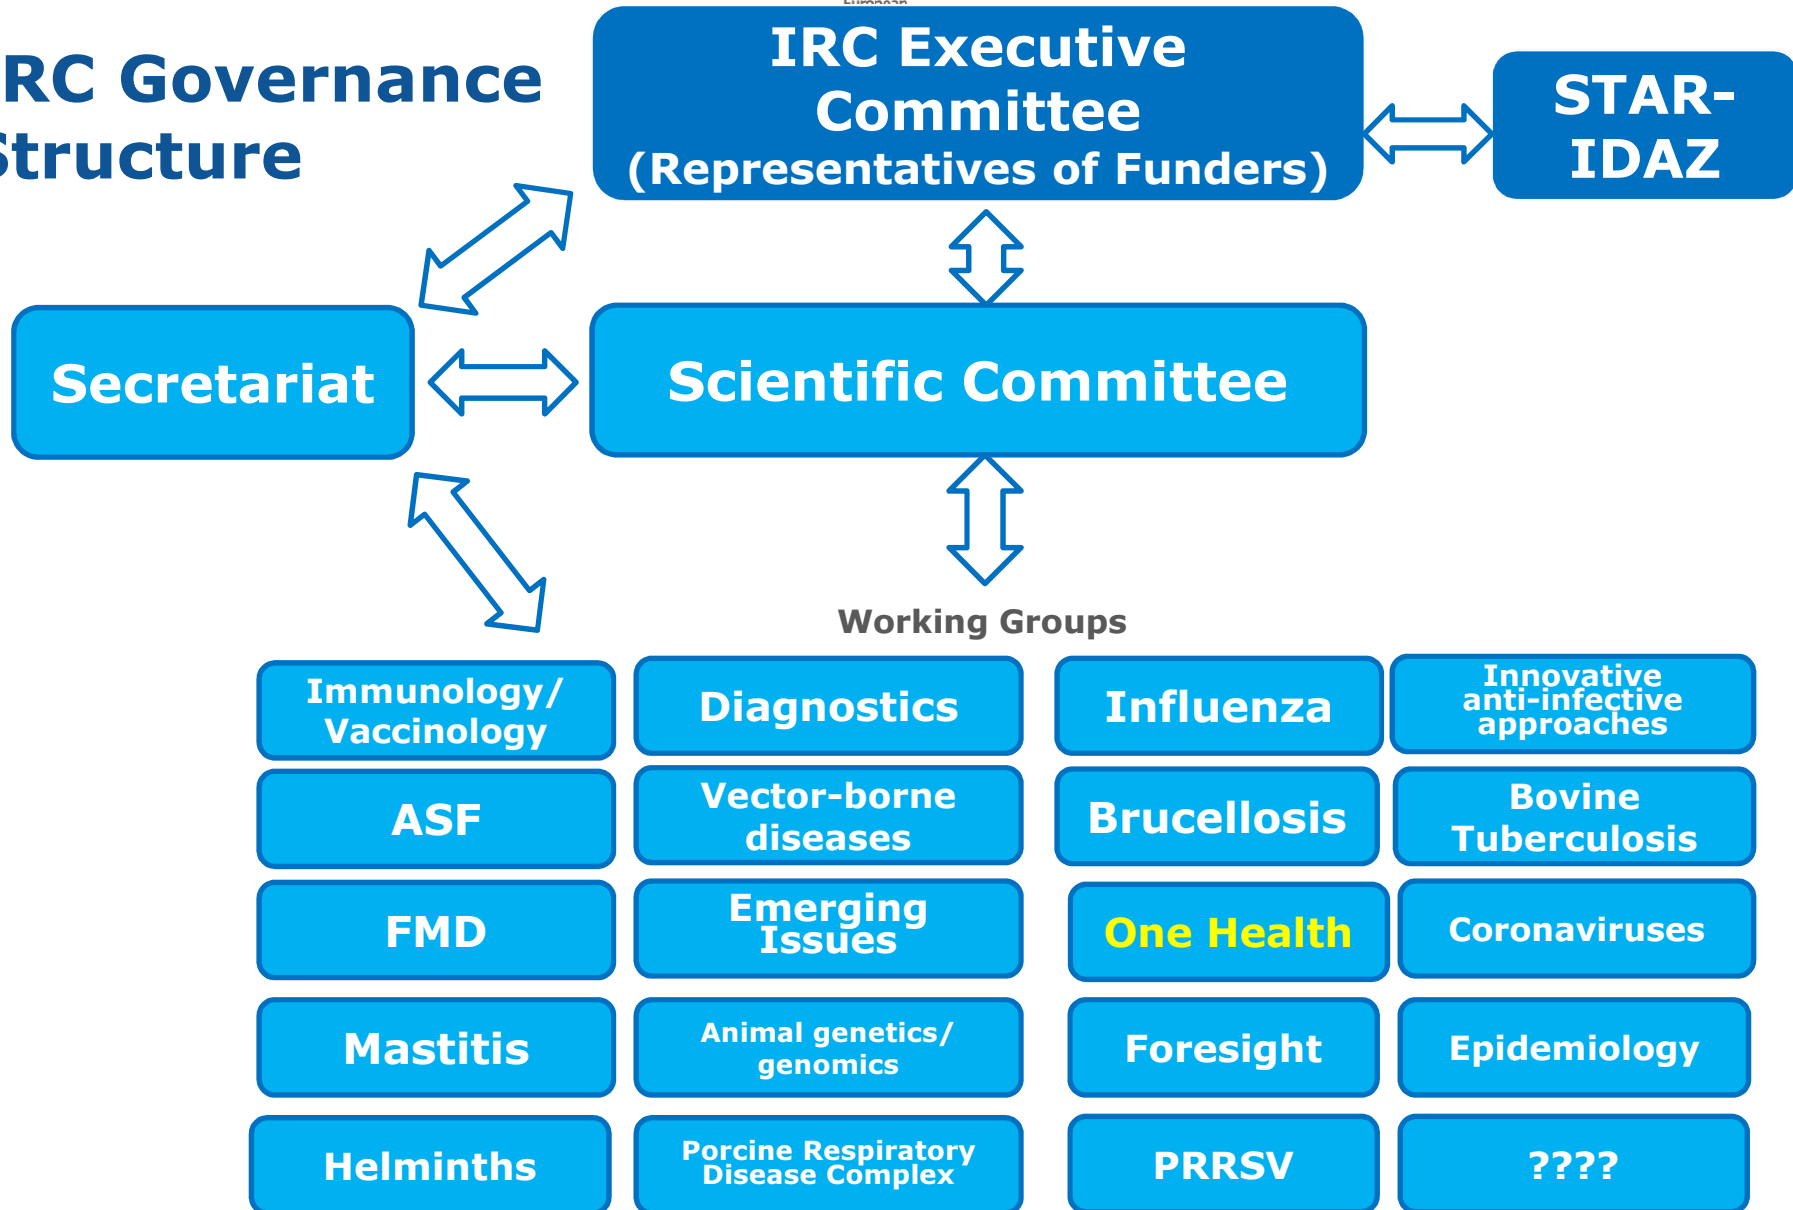 European
RC Governance
Structure
IRC Executive
Committee
(Representatives of Funders)
STAR-
IDAZ
Secretariat
Scientific Committee
Working Groups
Immunology/
Vaccinology
Diagnostics
Influenza
Innovative
anti-infective
approaches
ASF
Vector-borne
diseases
Brucellosis
Bovine
Tuberculosis
FMD
Emerging
Issues
One Health
Coronaviruses
Mastitis
Animal genetics/
genomics
Foresight
Epidemiology
Helminths
Porcine Respiratory
Disease Complex
PRRSV
????